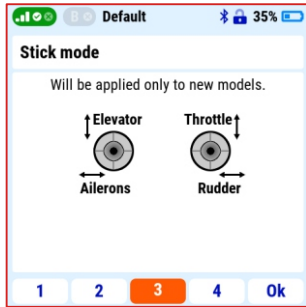 B Default 35%
Stick mode
Will be applied only to new models.
Elevator Throttle
Ailerons Rudder
1 2 3 4 Ok